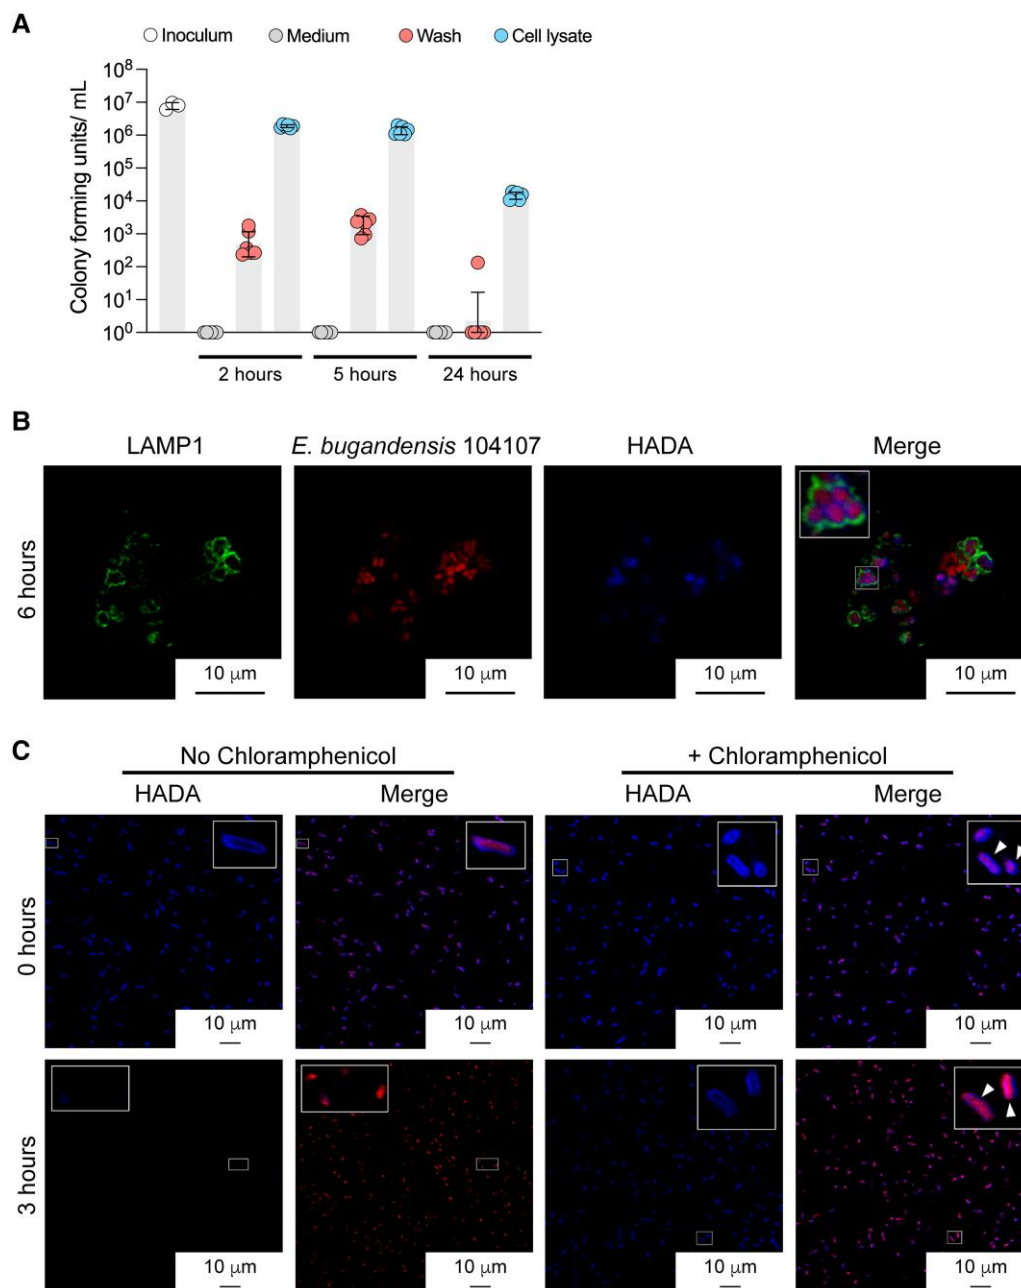 A
Inoculum Medium Wash Cell lysate
Colony forming units/ mL
10⁸
10⁷
10⁶
10⁵
10⁴
10³
10²
10¹
10⁰
2 hours 5 hours 24 hours
B
LAMP1 E. bugandensis 104107 HADA Merge
6 hours
10 μm 10 μm 10 μm 10 μm
C
No Chloramphenicol + Chloramphenicol
HADA Merge HADA Merge
0 hours
10 μm 10 μm 10 μm 10 μm
3 hours
10 μm 10 μm 10 μm 10 μm